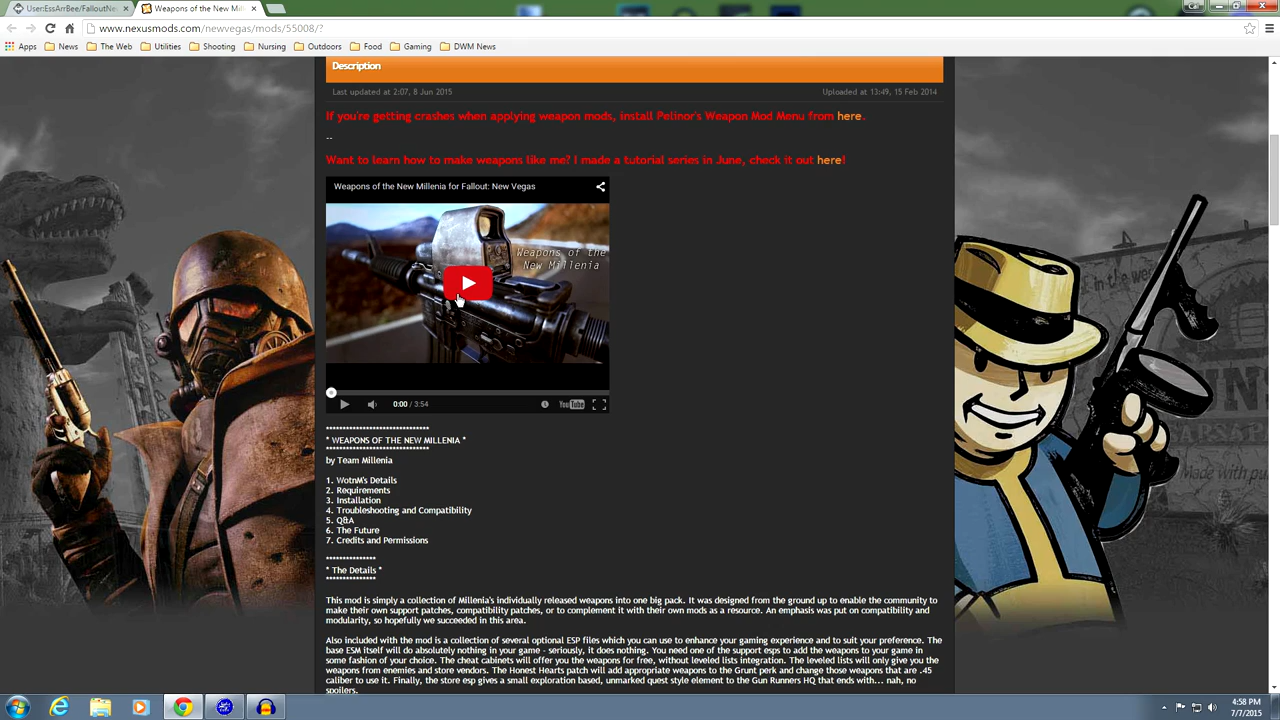 User:EssArrBee/FalloutNe
Weapons of the New Mill
Cal
www.nexusmods.com/newvegas/mods/55008/?
Apps News The Web Utilities Shooting Nursing Outdoors Food Gaming DWM News
Description
Last updated at 2:07, 8 Jun 2015 Uploaded at 13:49, 15 Feb 2014
If you're getting crashes when applying weapon mods, install Pelinor's Weapon Mod Menu from here.
--
Want to learn how to make weapons like me? I made a tutorial series in June, check it out here!
Weapons of the New Millenia for Fallout: New Vegas
Weapons of the
New Millenia
0:00 / 3:54
YouTube
*******************************
* WEAPONS OF THE NEW MILLENIA *
*******************************
by Team Millenia
1. WotnM's Details
2. Requirements
3. Installation
4. Troubleshooting and Compatibility
5. Q&A
6. The Future
7. Credits and Permissions
***************
* The Details *
***************
This mod is simply a collection of Millenia's individually released weapons into one big pack. It was designed from the ground up to enable the community to
make their own support patches, compatibility patches, or to complement it with their own mods as a resource. An emphasis was put on compatibility and
modularity, so hopefully we succeeded in this area.
Also included with the mod is a collection of several optional ESP files which you can use to enhance your gaming experience and to suit your preference. The
base ESM itself will do absolutely nothing in your game - seriously, it does nothing. You need one of the support esps to add the weapons to your game in
some fashion of your choice. The cheat cabinets will offer you the weapons for free, without leveled lists integration. The leveled lists will only give you the
weapons from enemies and store vendors. The Honest Hearts patch will add appropriate weapons to the Grunt perk and change those weapons that are .45
caliber to use it. Finally, the store esp gives a small exploration based, unmarked quest style element to the Gun Runners HQ that ends with... nah, no
spoilers.
4:58 PM
7/7/2015